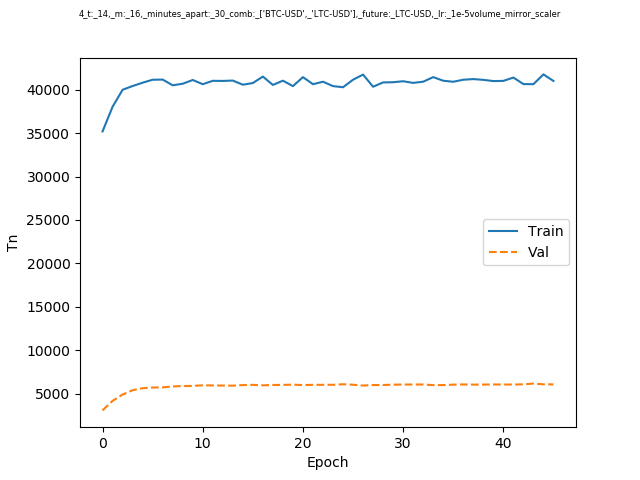 4_t:_14,_m:_16,_minutes_apart:_30_comb:_['BTC-USD',_'LTC-USD'],_future:_LTC-USD,_lr:_1e-5volume_mirror_scaler
40000
35000
30000
25000
20000
15000
10000
5000
Tn
Train
Val
0 10 20 30 40
Epoch